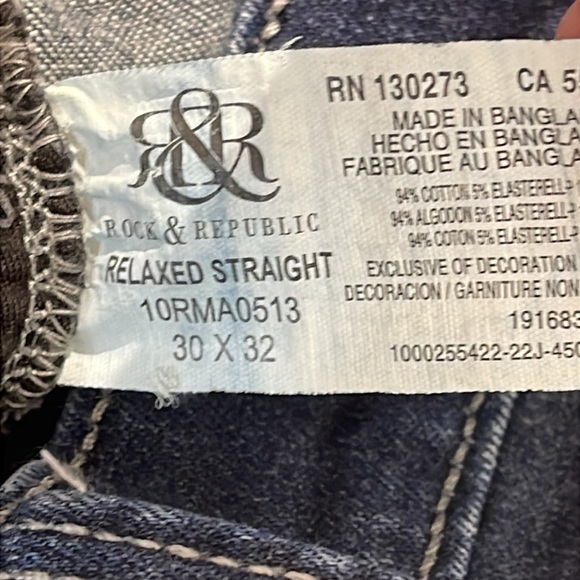 R&R
ROCK & REPUBLIC
RELAXED STRAIGHT
10RMA0513
30 X 32
RN 130273 CA 5
MADE IN BANGLA
HECHO EN BANGLA
FABRIQUE AU BANGLA
94% COTTON 5% ELASTERELL-P
94% ALGODON 5% ELASTERELL-
94% COTON 5% ELASTERELL-P
EXCLUSIVE OF DECORATION
DECORACION / GARNITURE NON
191683
1000255422-22J-450